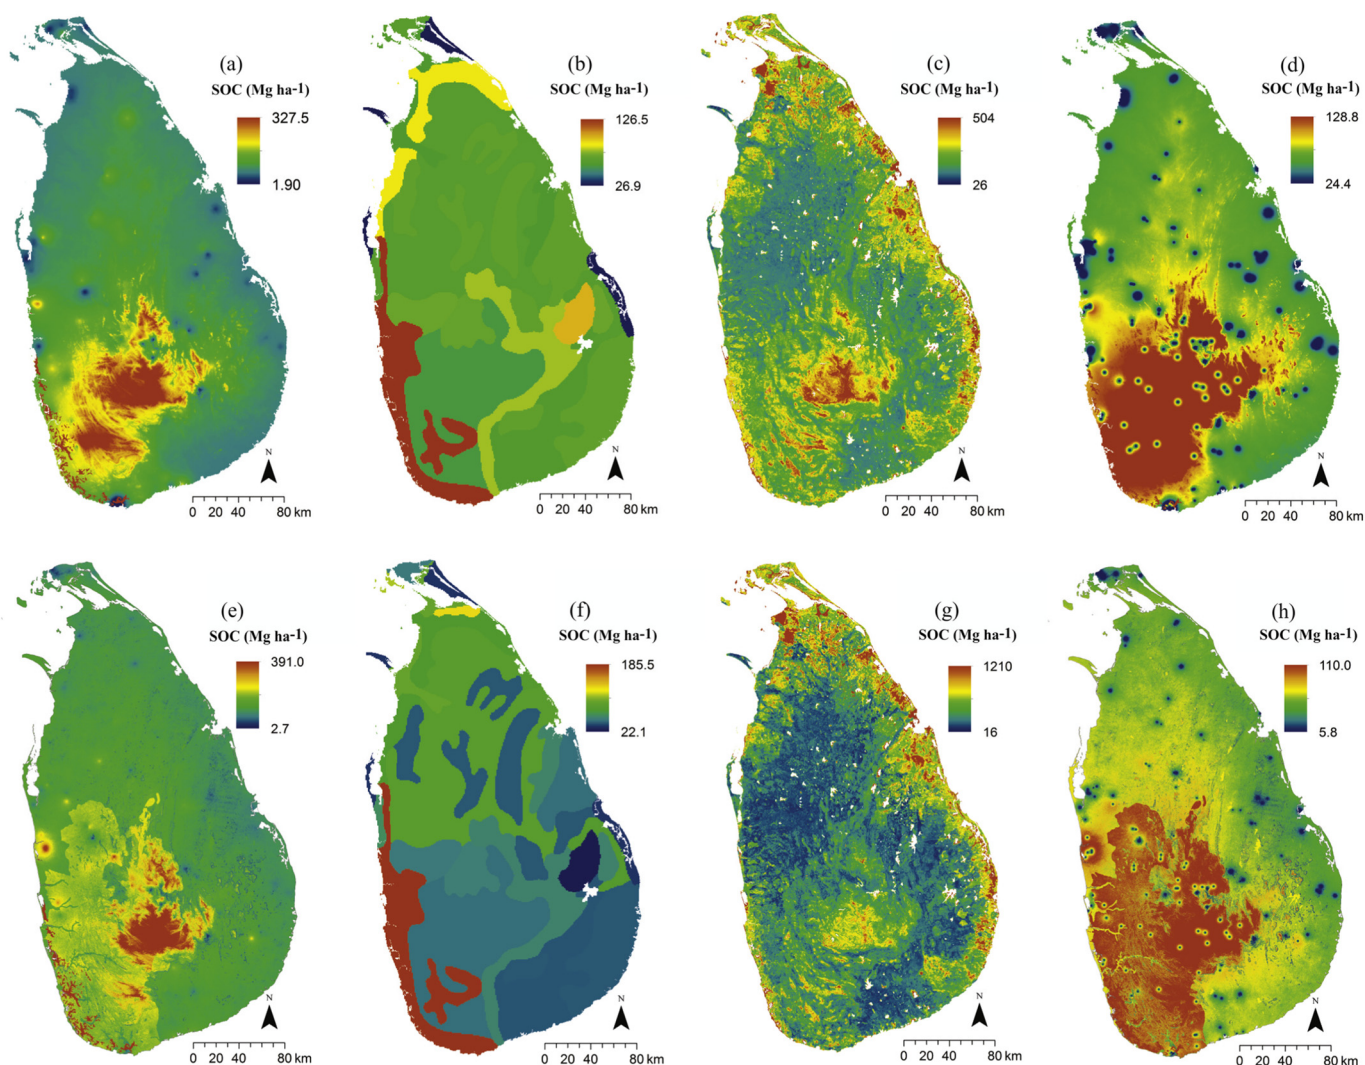 (a)
SOC (Mg ha-1)
327.5
1.90
N
0 20 40 80 km
(b)
SOC (Mg ha-1)
126.5
26.9
N
0 20 40 80 km
(c)
SOC (Mg ha-1)
504
26
N
0 20 40 80 km
(d)
SOC (Mg ha-1)
128.8
24.4
N
0 20 40 80 km
(e)
SOC (Mg ha-1)
391.0
2.7
N
0 20 40 80 km
(f)
SOC (Mg ha-1)
185.5
22.1
N
0 20 40 80 km
(g)
SOC (Mg ha-1)
1210
16
N
0 20 40 80 km
(h)
SOC (Mg ha-1)
110.0
5.8
N
0 20 40 80 km